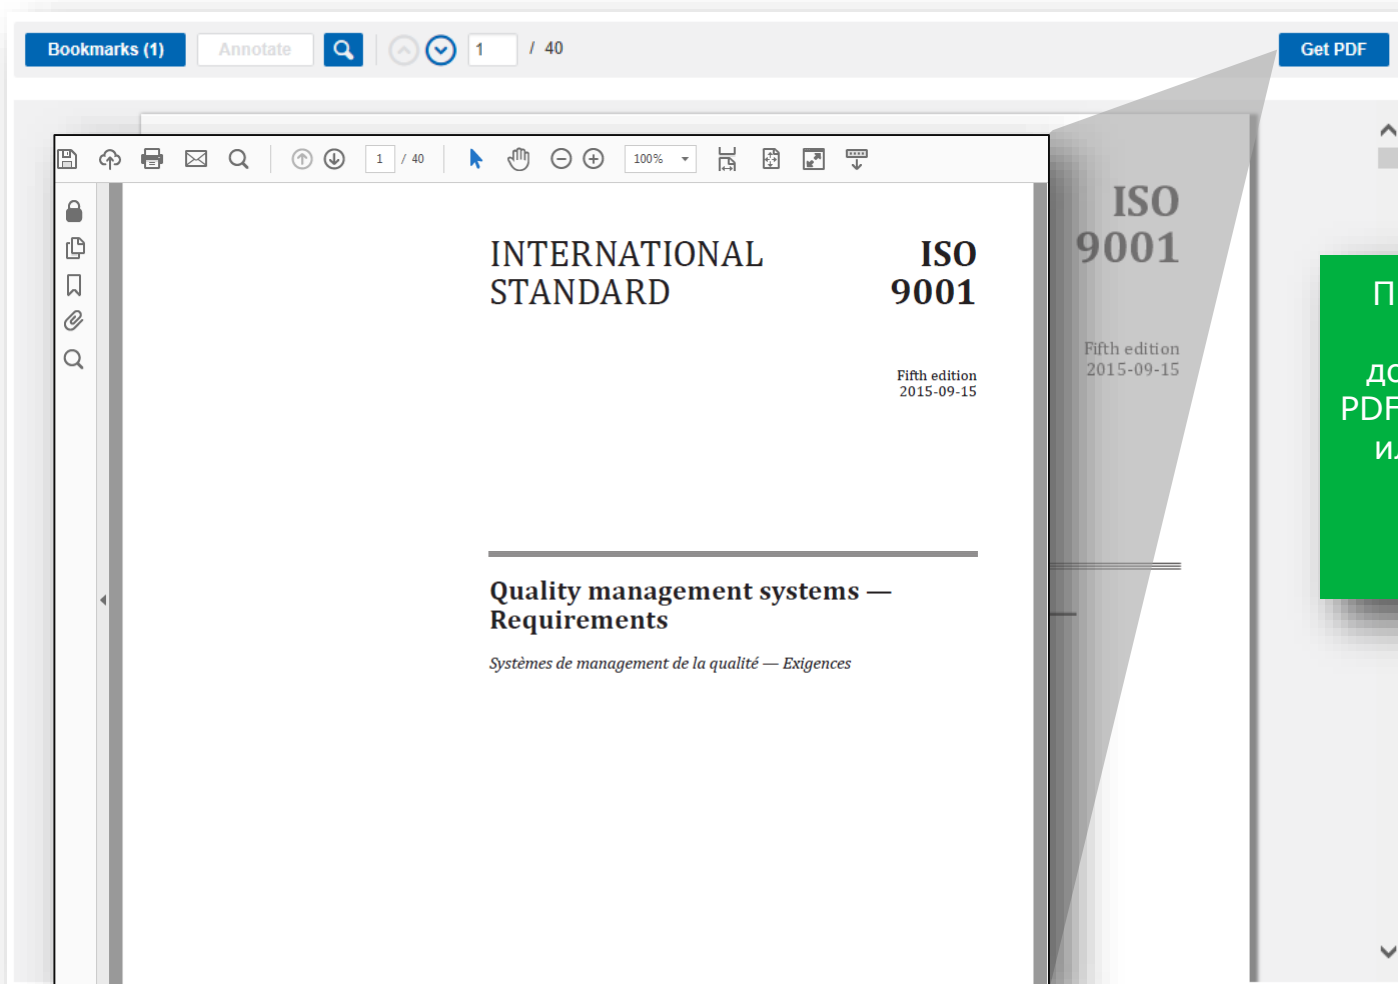 Bookmarks (1) Annotate 1 / 40 Get PDF
1 / 40 100%
INTERNATIONAL STANDARD
ISO 9001
Fifth edition
2015-09-15
Quality management systems —
Requirements
Systèmes de management de la qualité — Exigences
ISO
9001
Fifth edition
2015-09-15
PDF